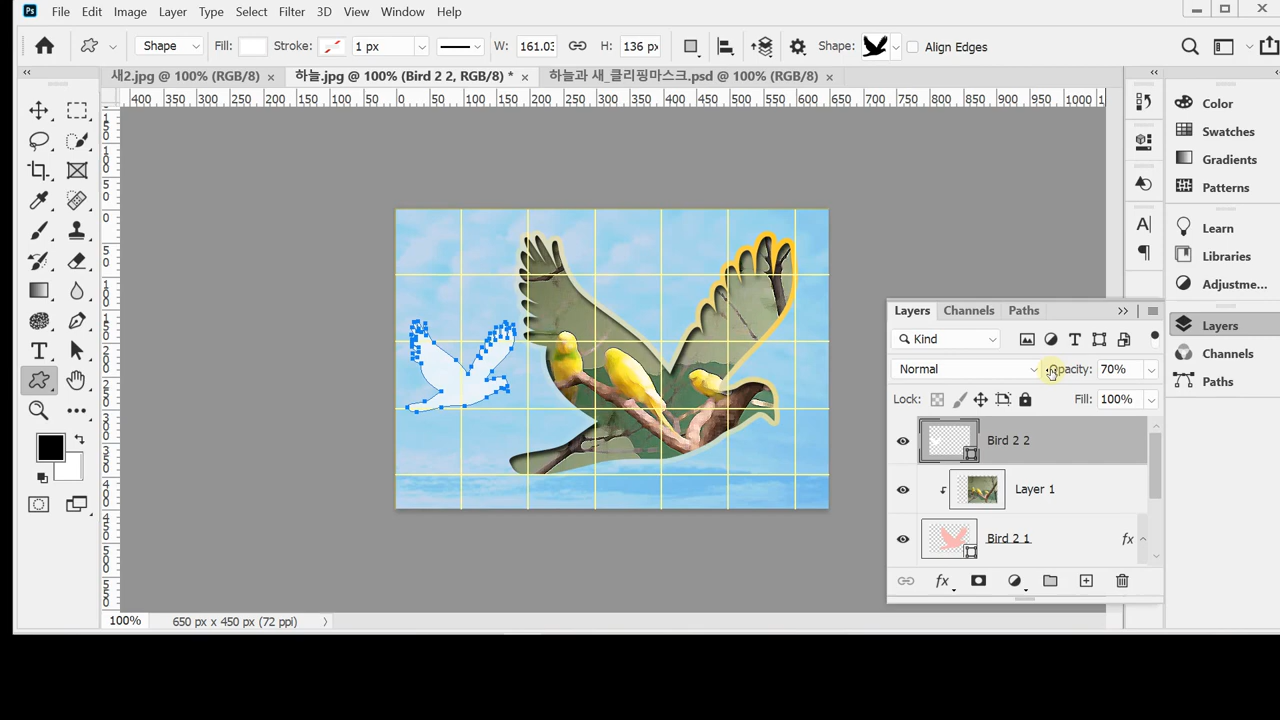 Ps File Edit Image Layer Type Select Filter 3D View Window Help
Shape Fill: Stroke: 1 px W: 161.03 H: 136 px Shape: Align Edges
새2.jpg @ 100% (RGB/8) × 하늘.jpg @ 100% (Bird 2 2, RGB/8) * × 하늘과 새_클리핑마스크.psd @ 100% (RGB/8) ×
400 350 300 250 200 150 100 50 0 50 100 150 200 250 300 350 400 450 500 550 600 650 700 750 800 850 900 950 1000 1
Color
Swatches
Gradients
Patterns
Learn
Libraries
Adjustme...
Layers
Channels
Paths
Layers Channels Paths
Kind
Normal Opacity: 70%
Lock: Fill: 100%
Bird 2 2
Layer 1
Bird 2 1 fx
fx
100% 650 px x 450 px (72 ppi)